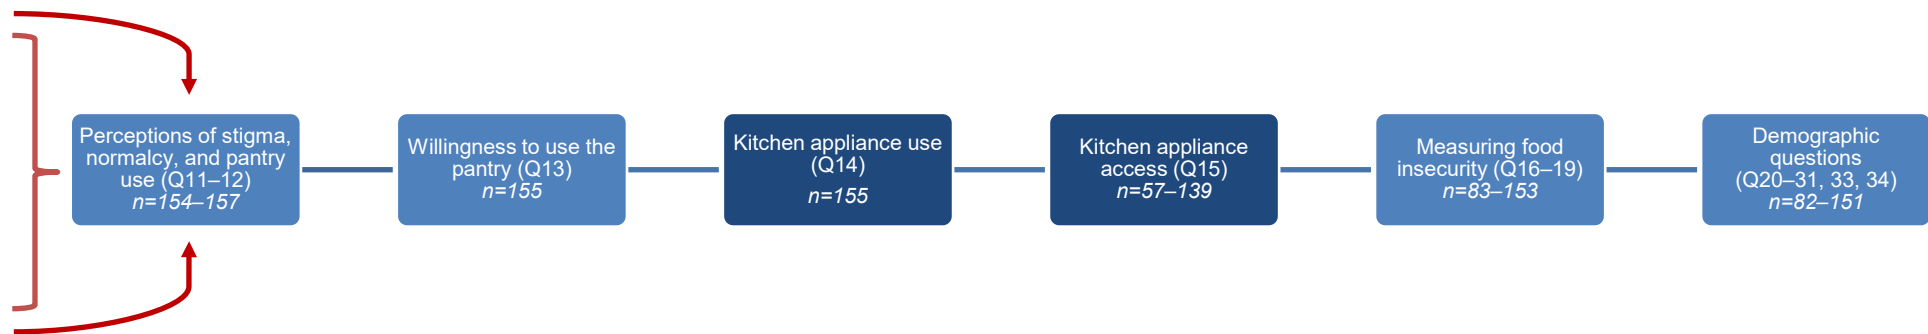 Perceptions of stigma,
normalcy, and pantry
use (Q11–12)
n=154–157
Willingness to use the
pantry (Q13)
n=155
Kitchen appliance use
(Q14)
n=155
Kitchen appliance
access (Q15)
n=57–139
Measuring food
insecurity (Q16–19)
n=83–153
Demographic
questions
(Q20–31, 33, 34)
n=82–151